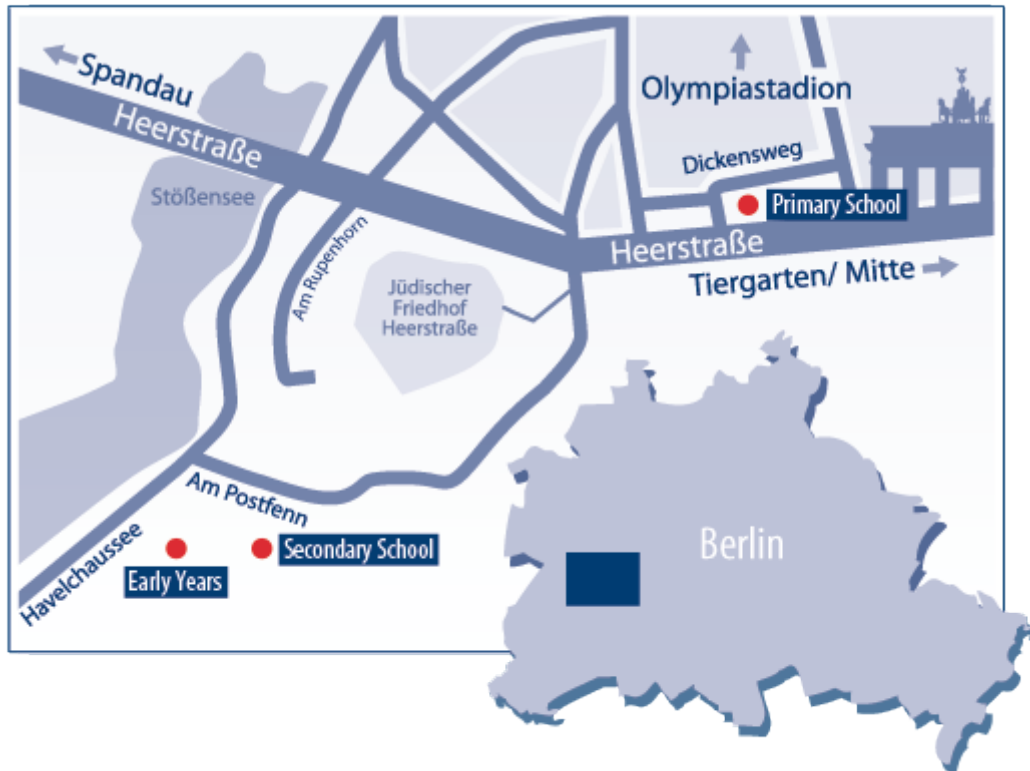 Spandau
Heerstraße
Olympiastadion
Dickensweg
Stößensee
Primary School
Am Rupenhorn
Heerstraße
Tiergarten/ Mitte
Jüdischer
Friedhof
Heerstraße
Am Postfenn
Havelchaussee
Secondary School
Early Years
Berlin